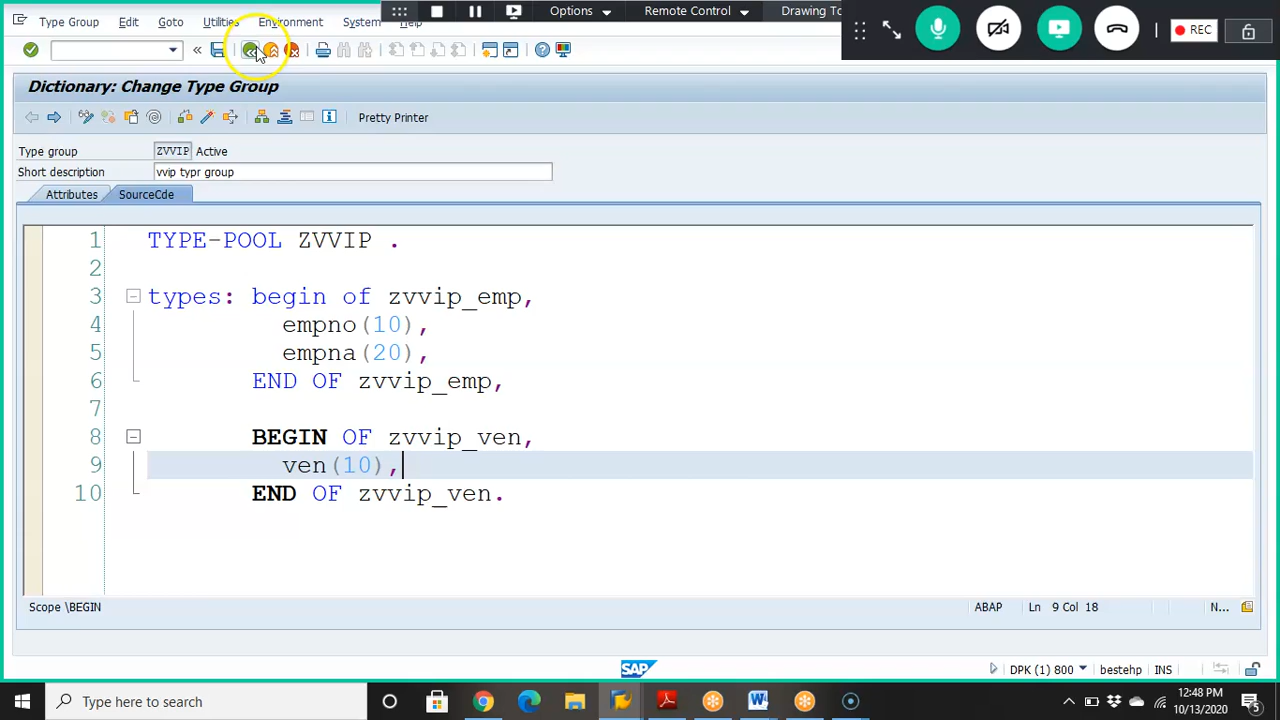 Type Group Edit Goto Utilities Environment System Help
Options Remote Control Drawing To
REC
Dictionary: Change Type Group
Pretty Printer
Type group ZVVIP Active
Short description vvip typr group
Attributes SourceCde
1 TYPE-POOL ZVVIP .
2
3 types: begin of zvvip_emp,
4 empno(10),
5 empna(20),
6 END OF zvvip_emp,
7
8 BEGIN OF zvvip_ven,
9 ven(10),
10 END OF zvvip_ven.
Scope \BEGIN ABAP Ln 9 Col 18 N...
SAP
DPK (1) 800 bestehp INS
Type here to search
12:48 PM
10/13/2020
5